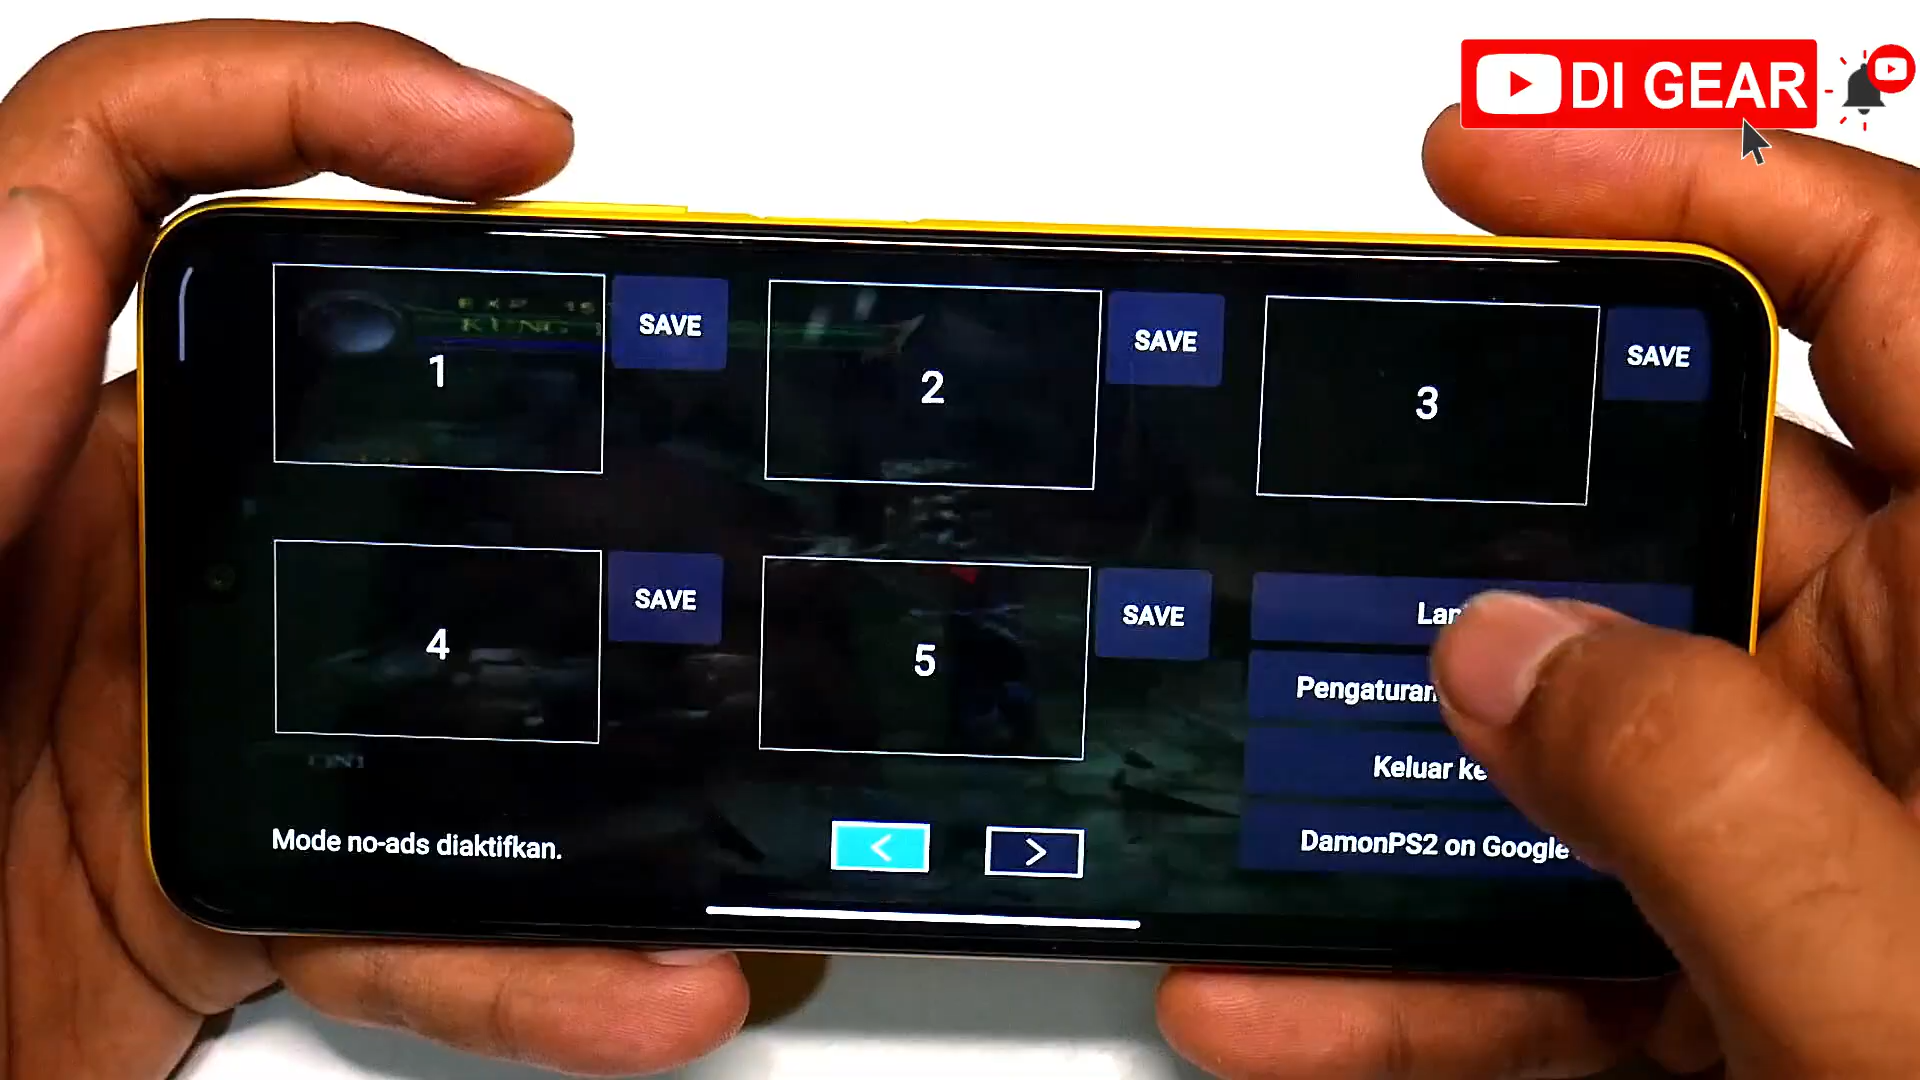 DI GEAR
1
SAVE
2
SAVE
3
SAVE
4
SAVE
5
SAVE
Pengaturan
Keluar ke
DamonPS2 on Google
Mode no-ads diaktifkan.
<
>
KUNG